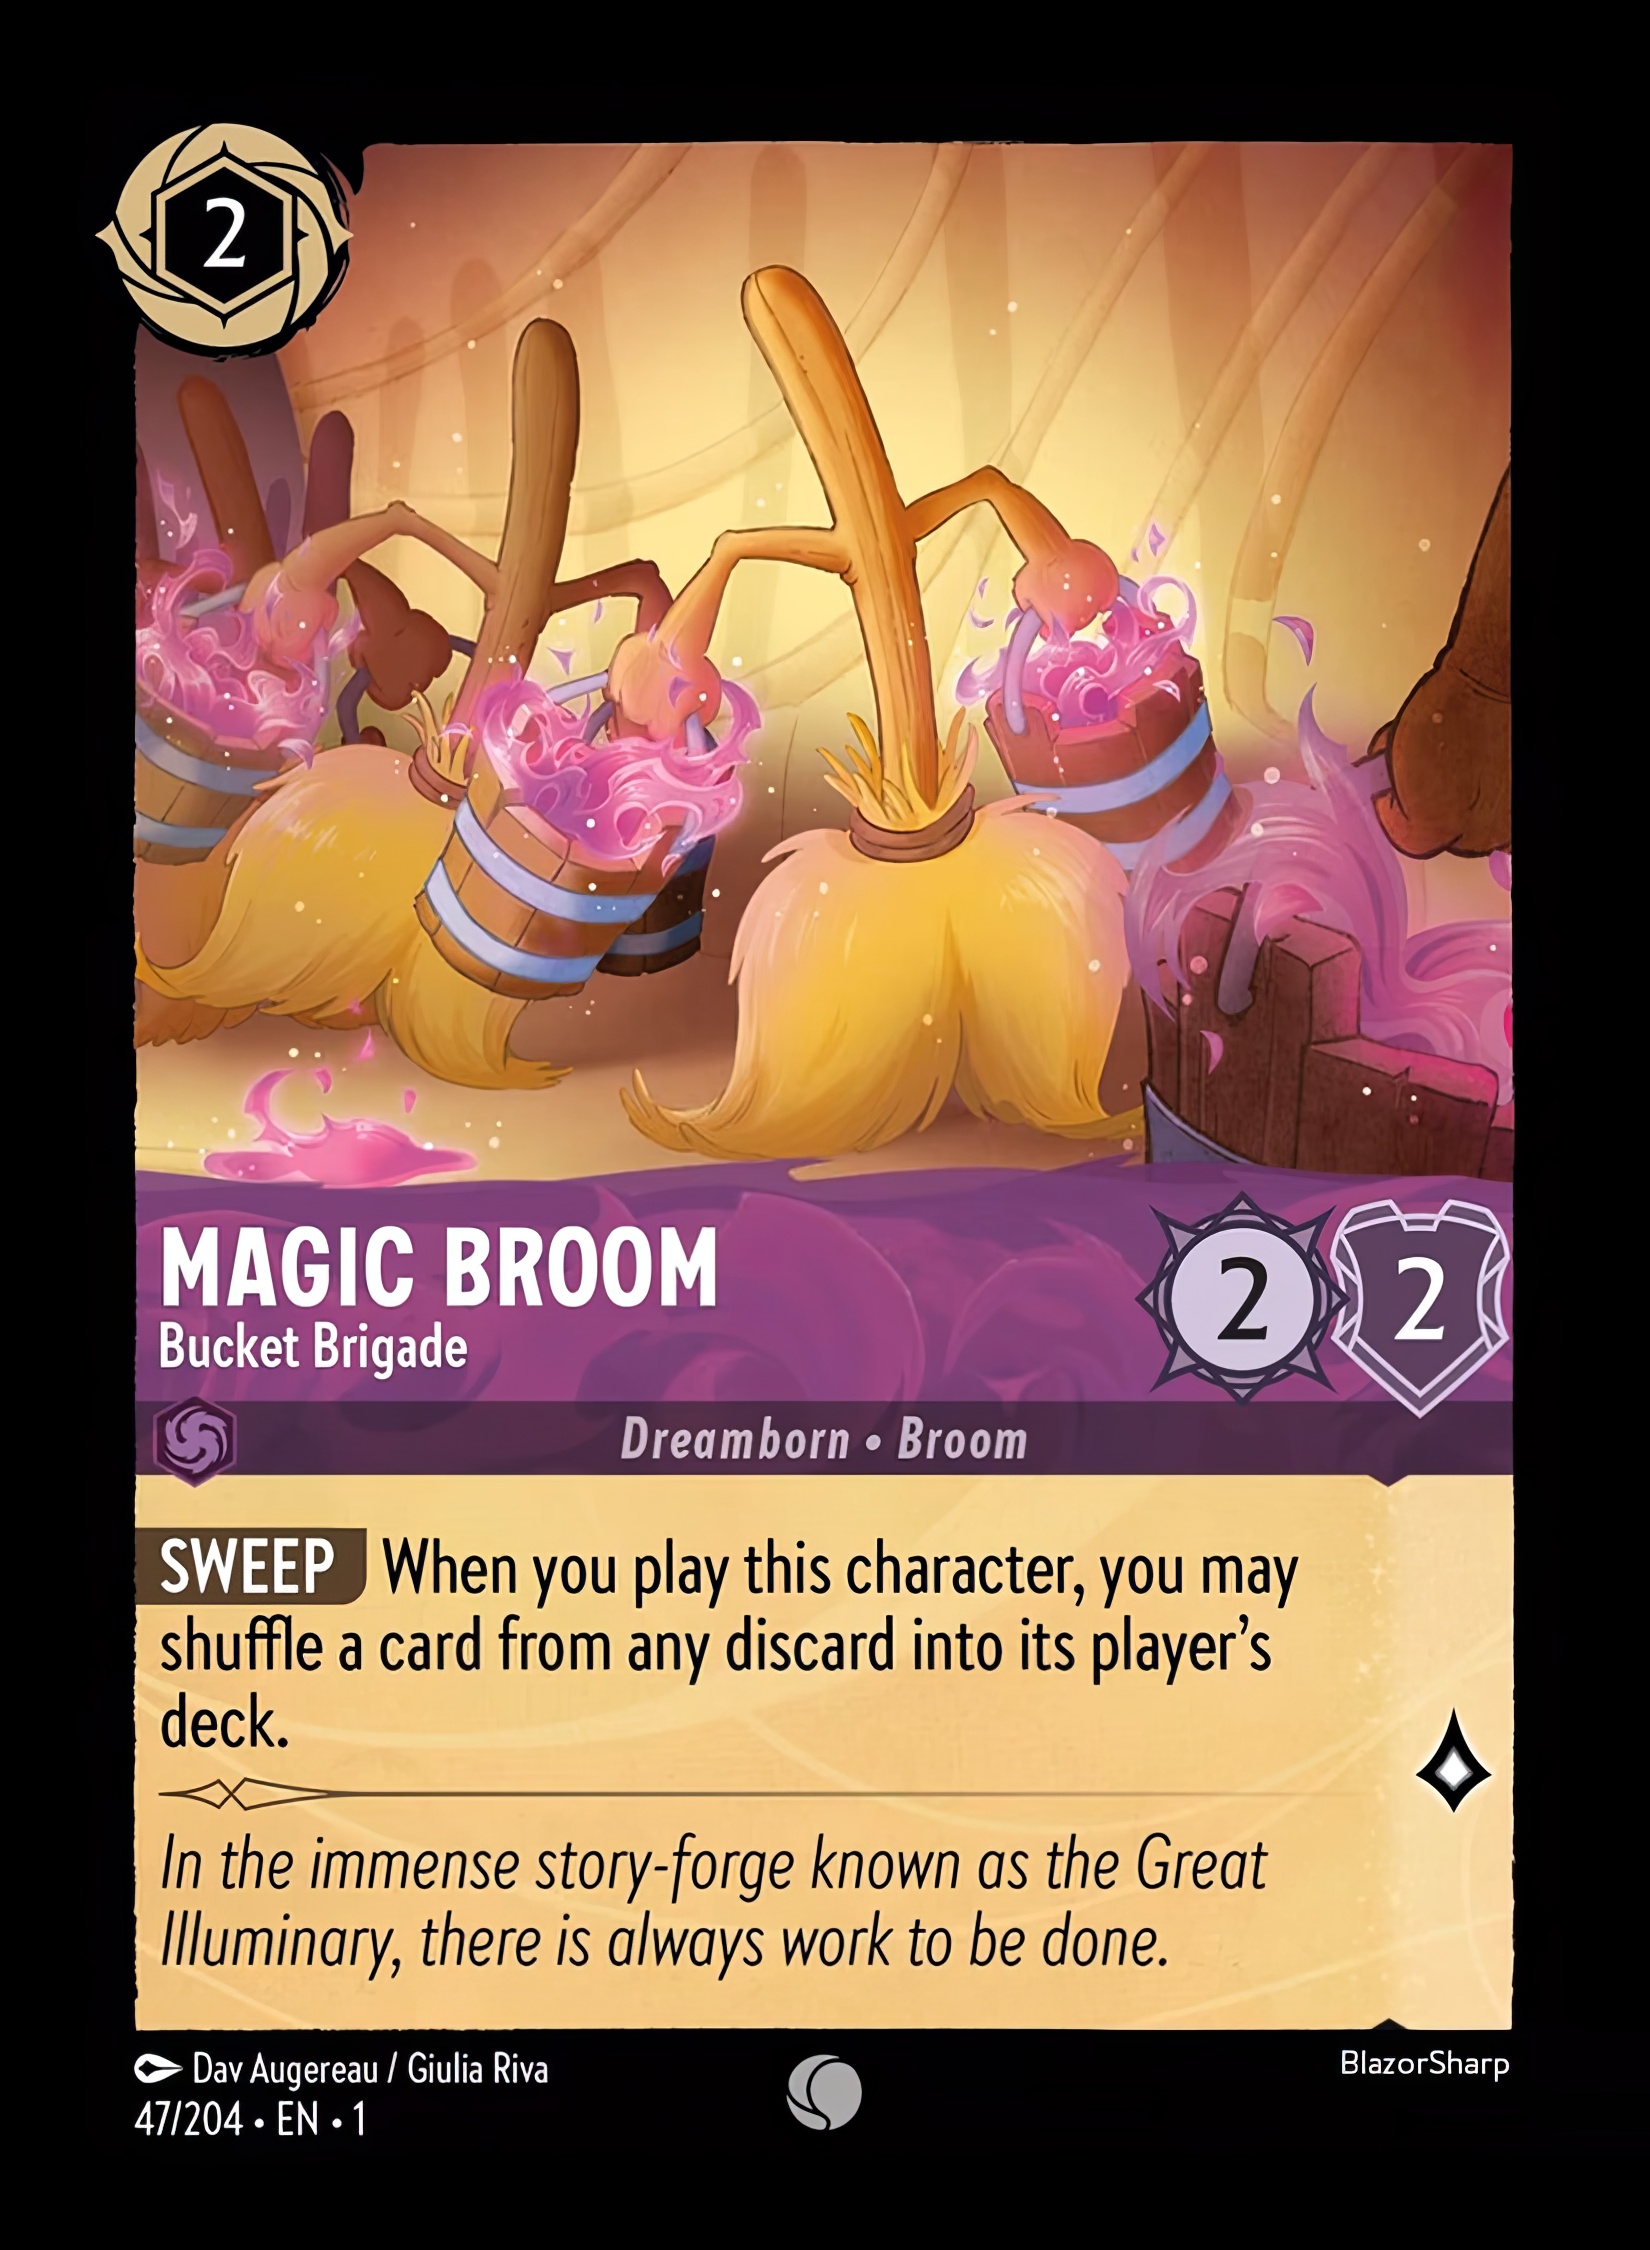 2
MAGIC BROOM
Bucket Brigade
2 2
Dreamborn • Broom
SWEEP When you play this character, you may
shuffle a card from any discard into its player’s
deck.
In the immense story-forge known as the Great
Illuminary, there is always work to be done.
Dav Augereau / Giulia Riva
BlazorSharp
47/204 • EN • 1